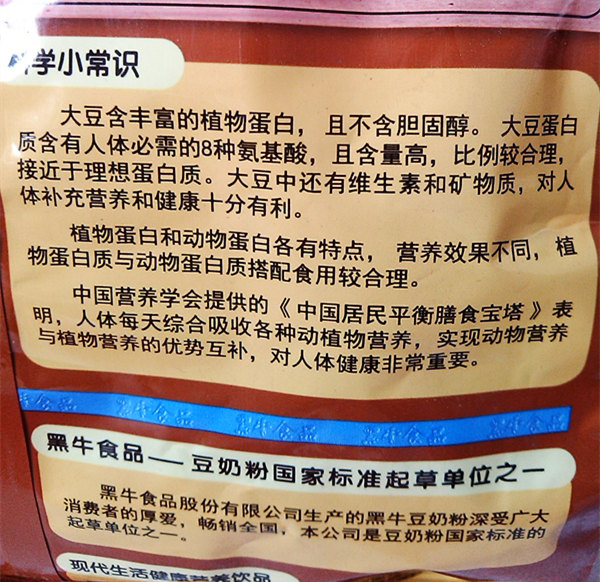 学小常识
大豆含丰富的植物蛋白，且不含胆固醇。大豆蛋白
质含有人体必需的8种氨基酸，且含量高，比例较合理，
接近于理想蛋白质。大豆中还有维生素和矿物质，对人
体补充营养和健康十分有利。
植物蛋白和动物蛋白各有特点，营养效果不同，植
物蛋白质与动物蛋白质搭配食用较合理。
中国营养学会提供的《中国居民平衡膳食宝塔》表
明，人体每天综合吸收各种动植物营养，实现动物营养
与植物营养的优势互补，对人体健康非常重要。
黑牛食品 黑牛食品 黑牛食品 黑牛食品
黑牛食品——豆奶粉国家标准起草单位之一
黑牛食品股份有限公司生产的黑牛豆奶粉深受广大
消费者的厚爱，畅销全国，本公司是豆奶粉国家标准的
起草单位之一。
现代生活健康营养饮品